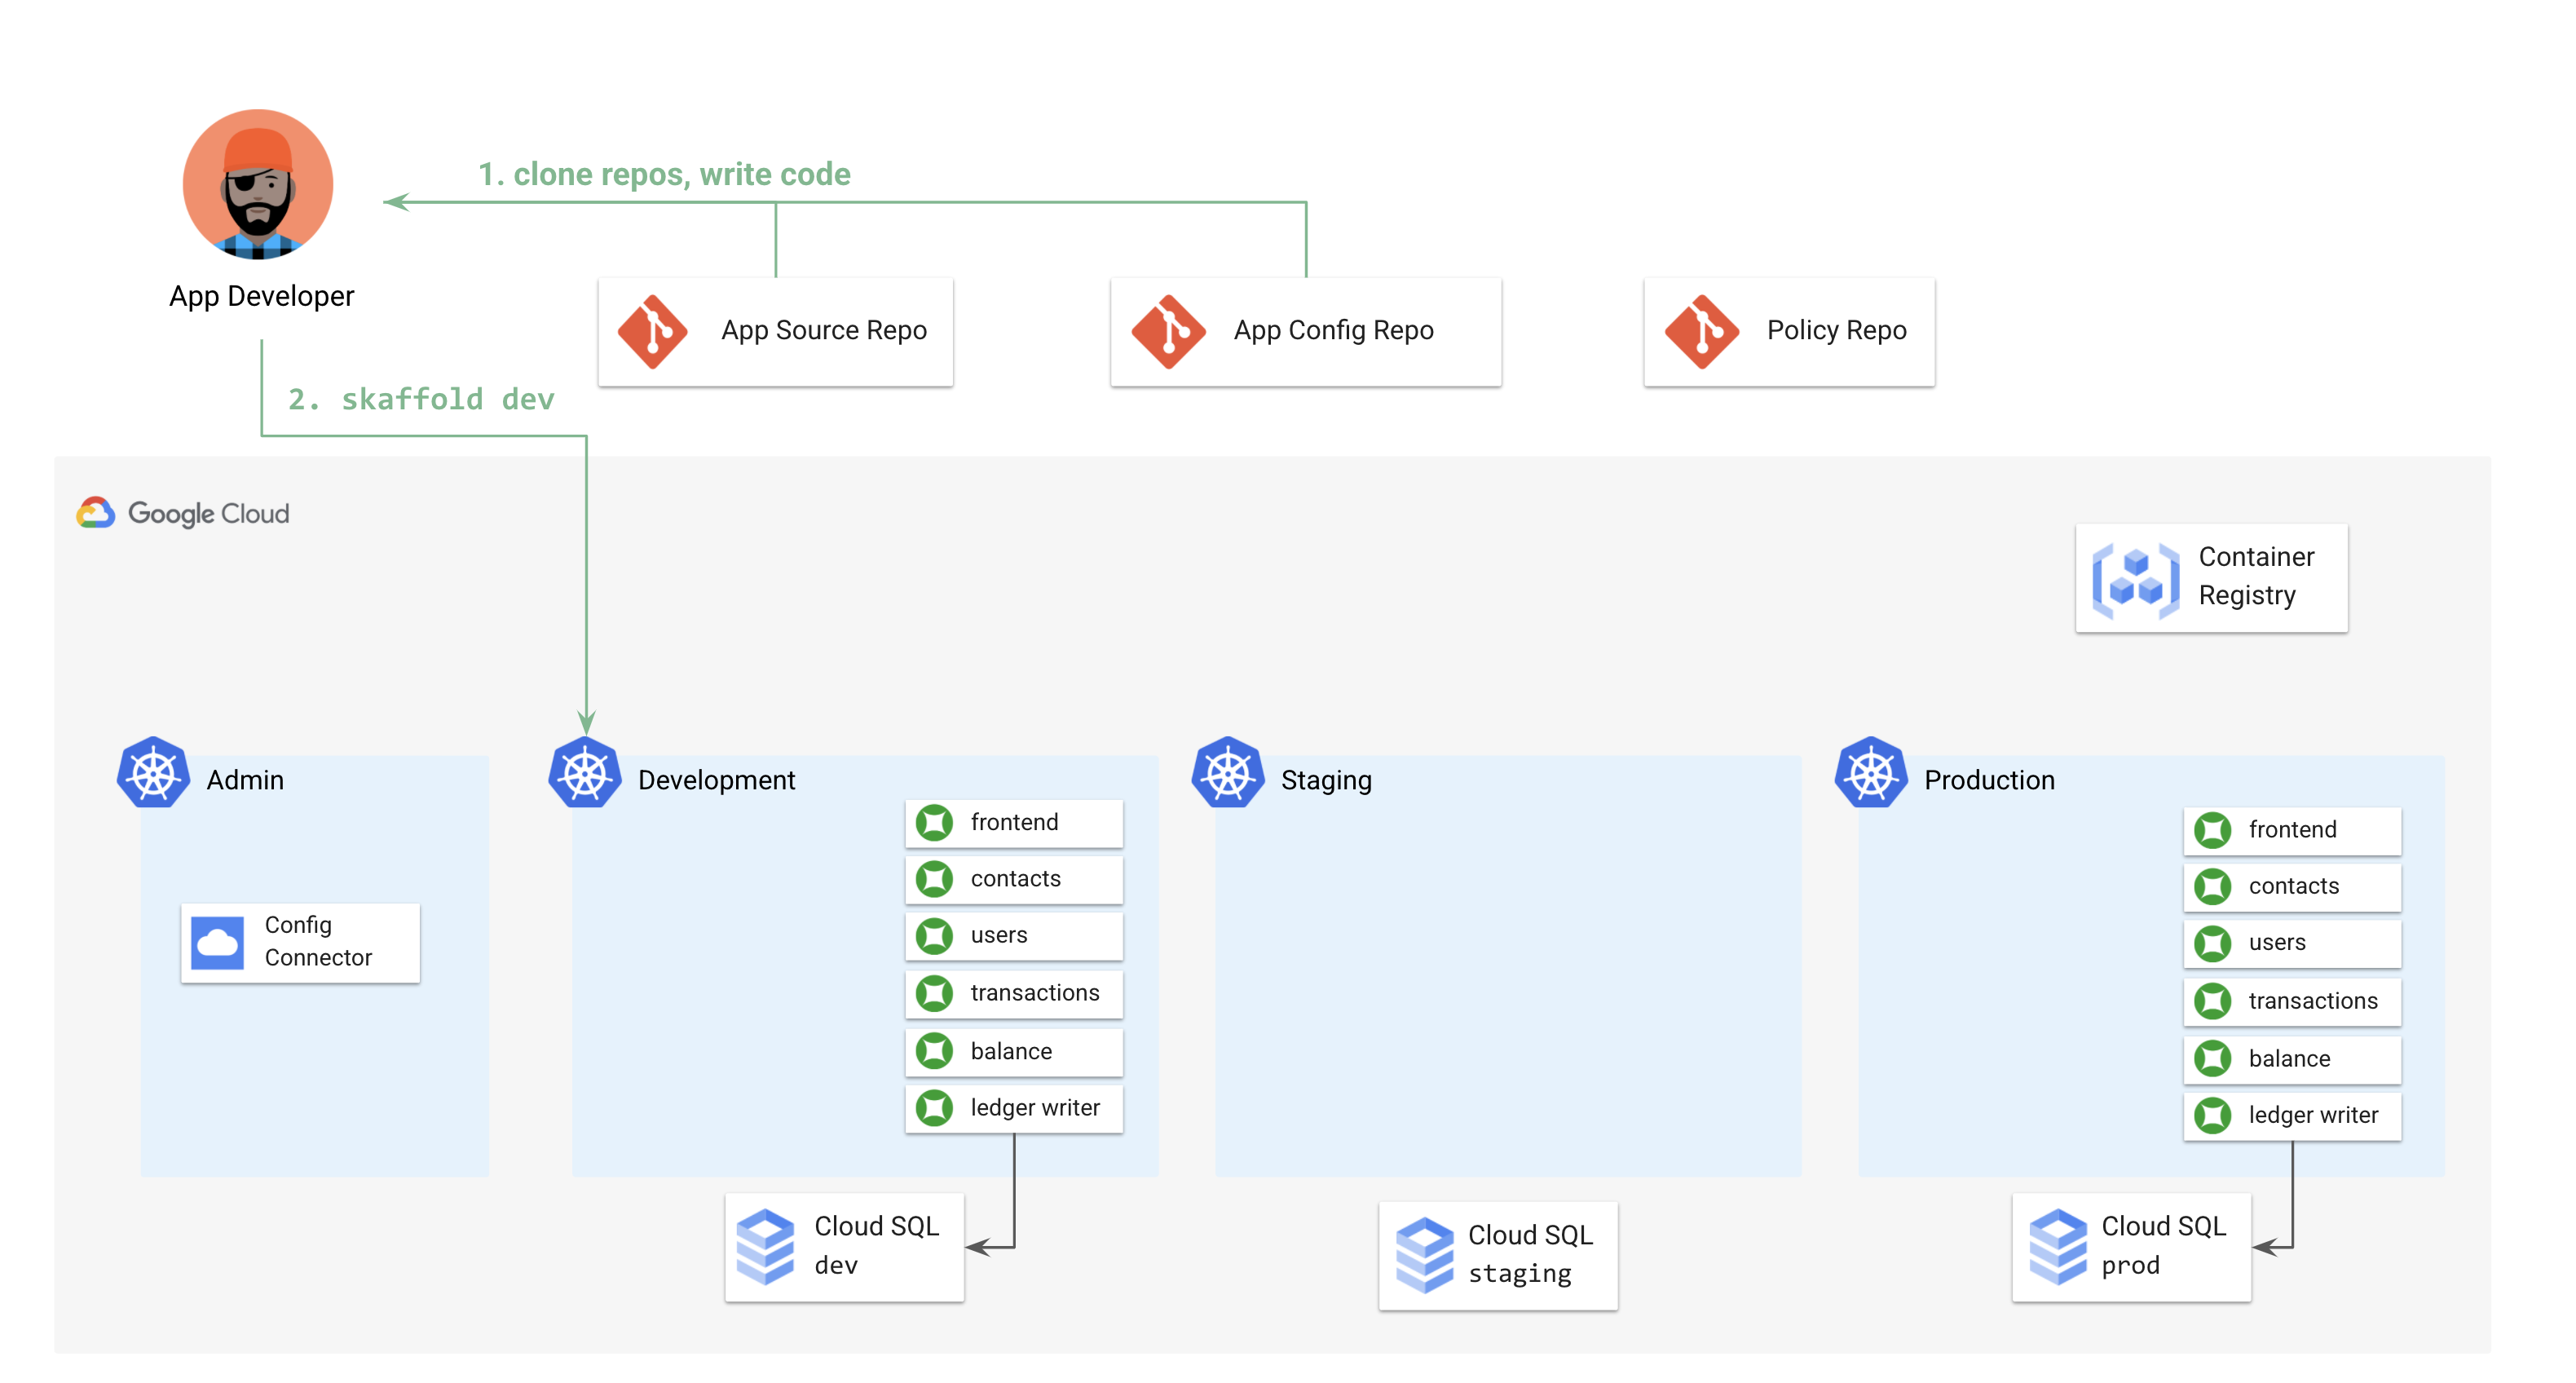 1. clone repos, write code
App Developer
App Source Repo
App Config Repo
Policy Repo
2. skaffold dev
Google Cloud
Container
Registry
Admin
Config
Connector
Development
frontend
contacts
users
transactions
balance
ledger writer
Cloud SQL
dev
Staging
Cloud SQL
staging
Production
frontend
contacts
users
transactions
balance
ledger writer
Cloud SQL
prod